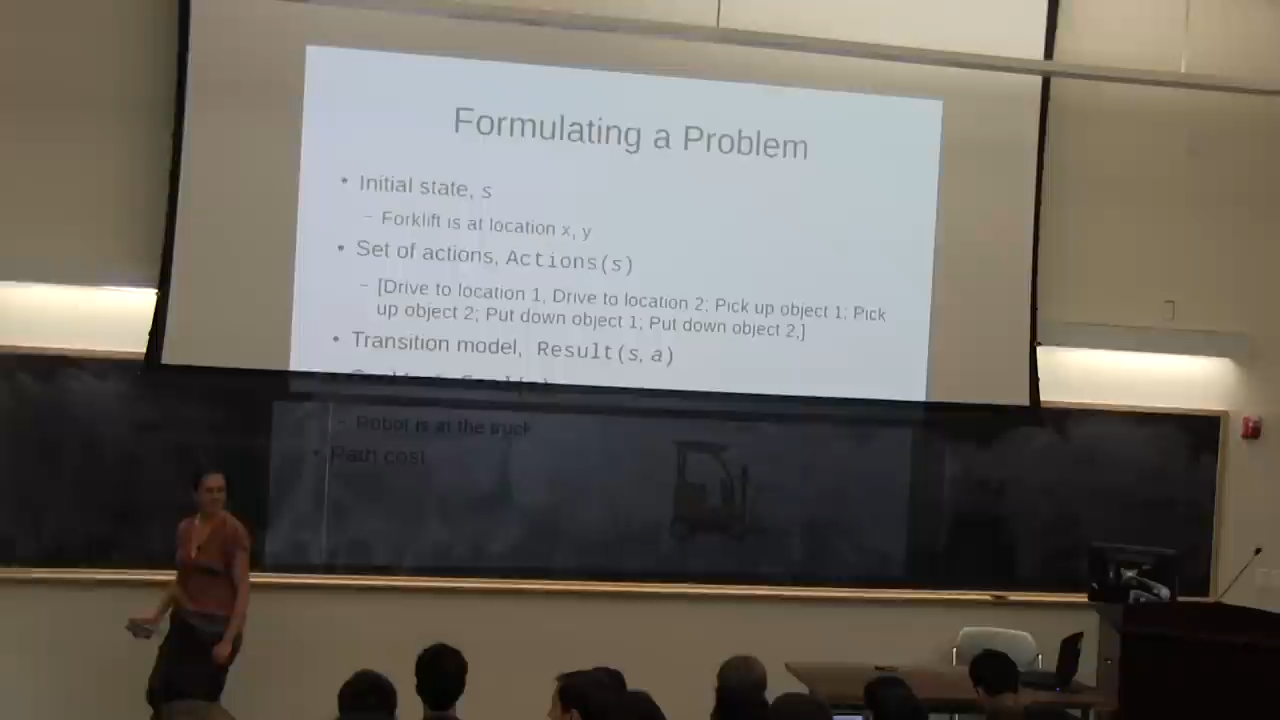 Formulating a Problem
• Initial state, s
– Forklift is at location x, y
• Set of actions, Actions(s)
– [Drive to location 1, Drive to location 2; Pick up object 1; Pick
up object 2; Put down object 1; Put down object 2,]
• Transition model, Result(s, a)
– Robot is at the truck
• Path cost